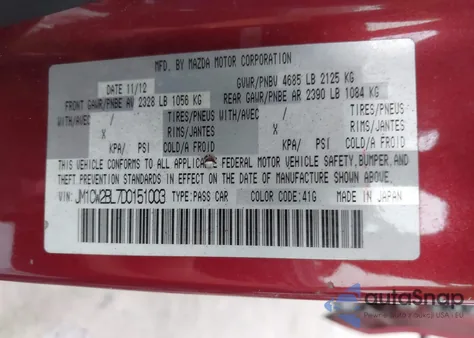 MFD. BY MAZDA MOTOR CORPORATION
DATE 11/12 GVWR/PNBV 4685 LB 2125 KG
FRONT GAWR/PNBE AV 2328 LB 1056 KG REAR GAWR/PNBE AR 2390 LB 1084 KG
WITH/AVEC TIRES/PNEUS WITH/AVEC TIRES/PNEUS
X RIMS/JANTES X RIMS/JANTES
KPA/ PSI COLD/A FROID KPA/ PSI COLD/A FROID
THIS VEHICLE CONFORMS TO ALL FEDERAL MOTOR VEHICLE SAFETY, BUMPER, AND
THEFT PREVENTION STANDARDS IN EFFECT ON THE DATE OF MANUFACTURE SHOWN ABOVE.
VIN: JM1CW2BL7D0151003 TYPE:PASS CAR COLOR CODE:41G MADE IN JAPAN
autoSnap